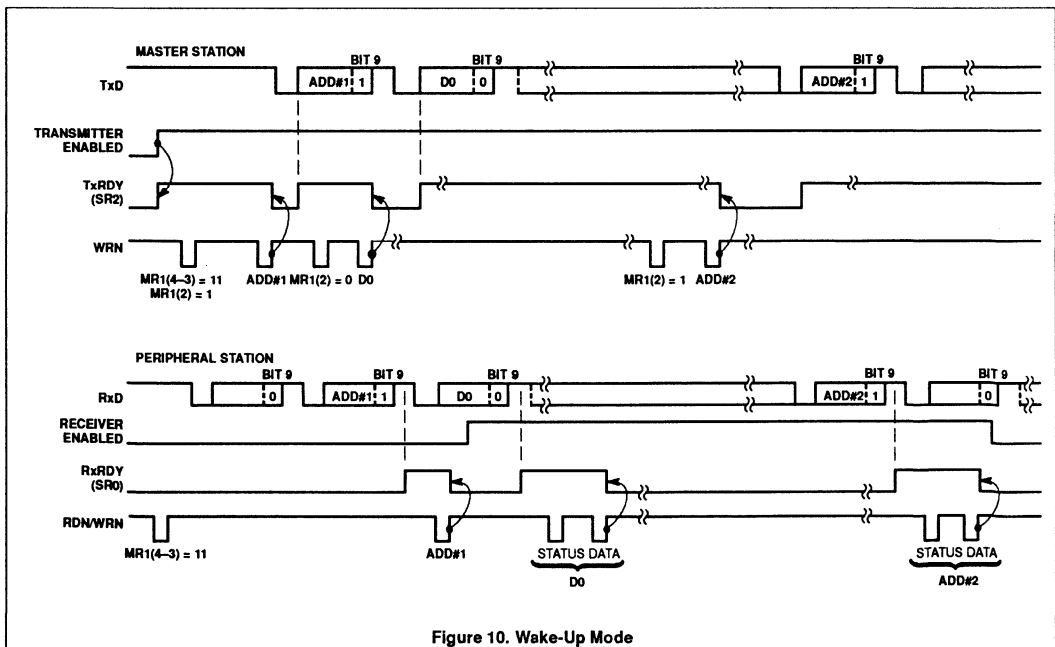 MASTER STATION
BIT 9 BIT 9 BIT 9
TxD ADD#1 1 D0 0 ADD#2 1
TRANSMITTER
ENABLED
TxRDY
(SR2)
WRN
MR1(4–3) = 11 ADD#1 MR1(2) = 0 D0 MR1(2) = 1 ADD#2
MR1(2) = 1
PERIPHERAL STATION
BIT 9 BIT 9 BIT 9 BIT 9 BIT 9
RxD 0 ADD#1 1 D0 0 ADD#2 1 0
RECEIVER
ENABLED
RxRDY
(SR0)
RDN/WRN
MR1(4–3) = 11 ADD#1 STATUS DATA STATUS DATA
D0 ADD#2
Figure 10. Wake-Up Mode